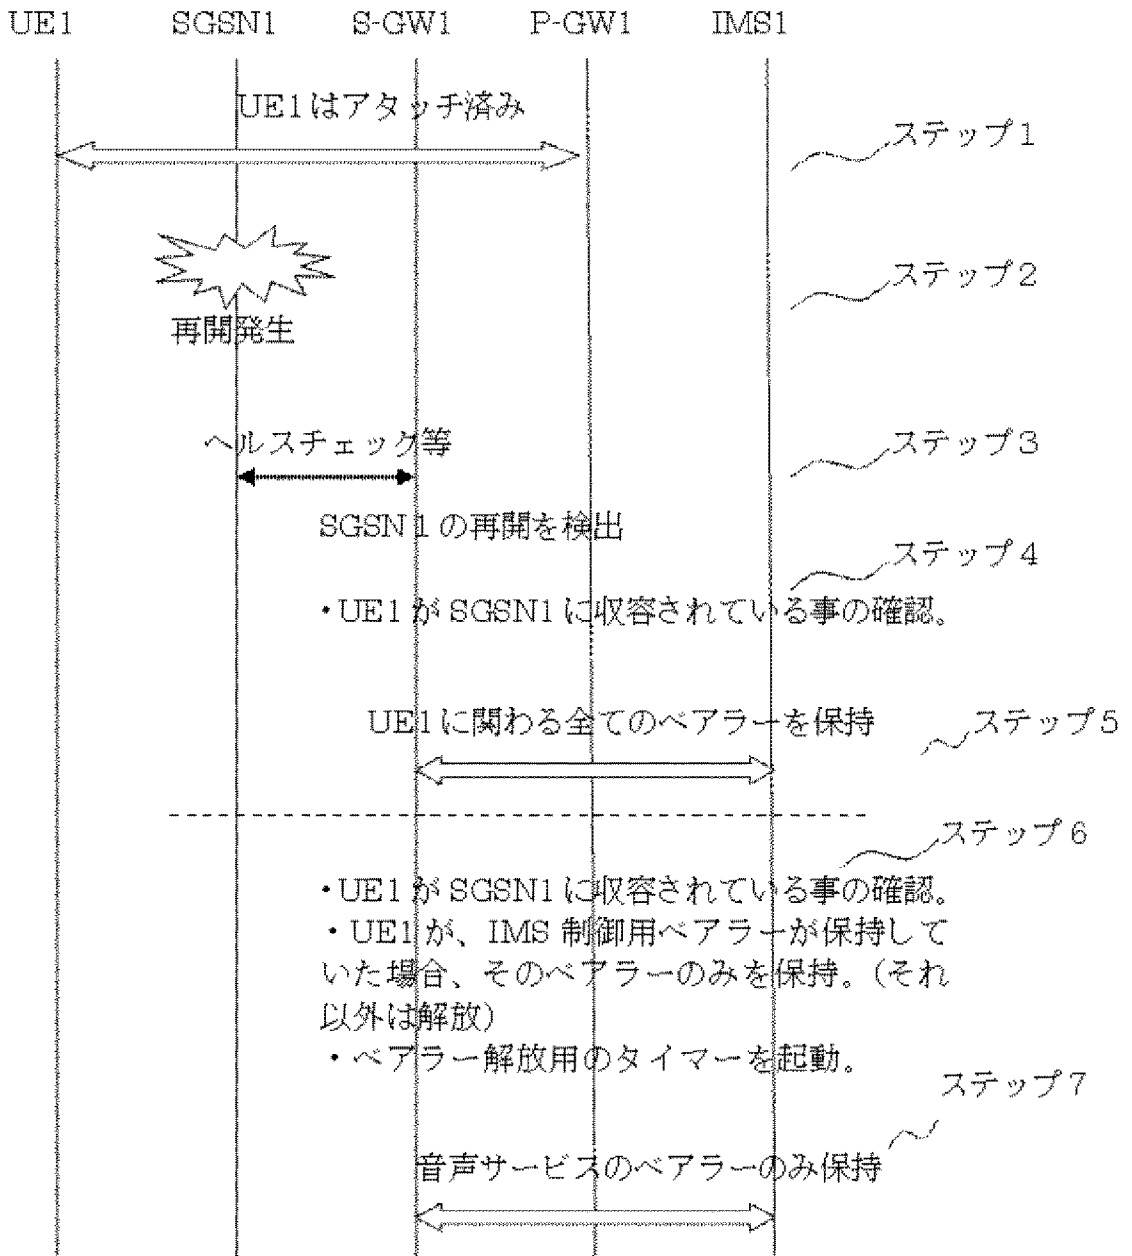 UE1 SGSN1 S-GW1 P-GW1 IMS1
UE1はアタッチ済み
ステップ1
ステップ2
再開発生
ヘルスチェック等
ステップ3
SGSN1の再開を検出
ステップ4
・UE1がSGSN1に収容されている事の確認。
UE1に関わる全てのベアラーを保持
ステップ5
ステップ6
・UE1がSGSN1に収容されている事の確認。
・UE1が、IMS制御用ベアラーが保持して
いた場合、そのベアラーのみを保持。(それ
以外は解放)
・ベアラー解放用のタイマーを起動。
ステップ7
音声サービスのベアラーのみ保持